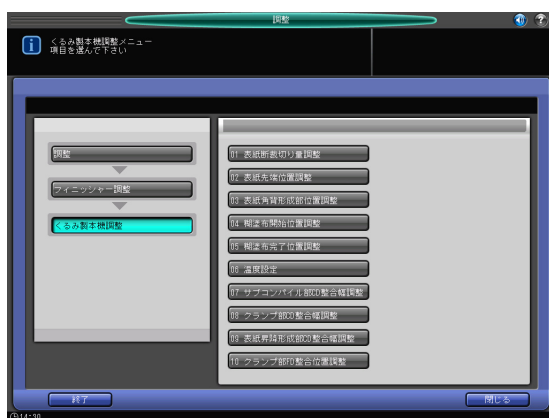 調整
くるみ製本機調整メニュー
項目を選んで下さい
調整
フィニッシャー調整
くるみ製本機調整
01 表紙断裁切り量調整
02 表紙先端位置調整
03 表紙角背形成部位置調整
04 糊塗布開始位置調整
05 糊塗布完了位置調整
06 温度設定
07 サブコンパイル部CD整合幅調整
08 クランプ部CD整合幅調整
09 表紙昇降形成部CD整合幅調整
10 クランプ部FD整合位置調整
終了
閉じる
14:30